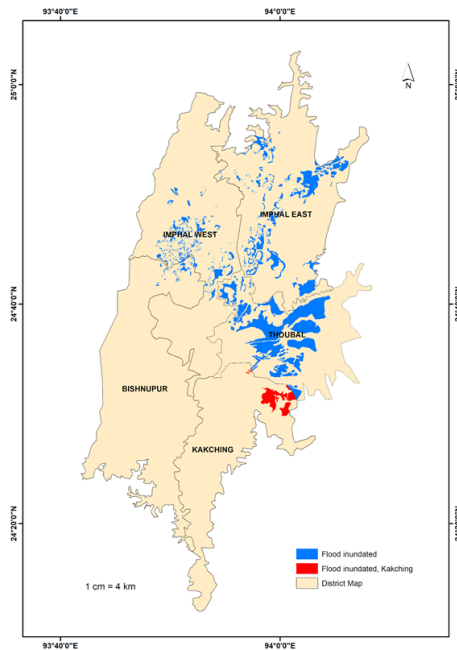 93°40'0"E 94°0'0"E
25°0'0"N
N
IMPHAL EAST
IMPHAL WEST
24°40'0"N
THOUBAL
BISHNUPUR
KAKCHING
24°20'0"N
Flood inundated
Flood inundated, Kakching
District Map
1 cm = 4 km
93°40'0"E 94°0'0"E